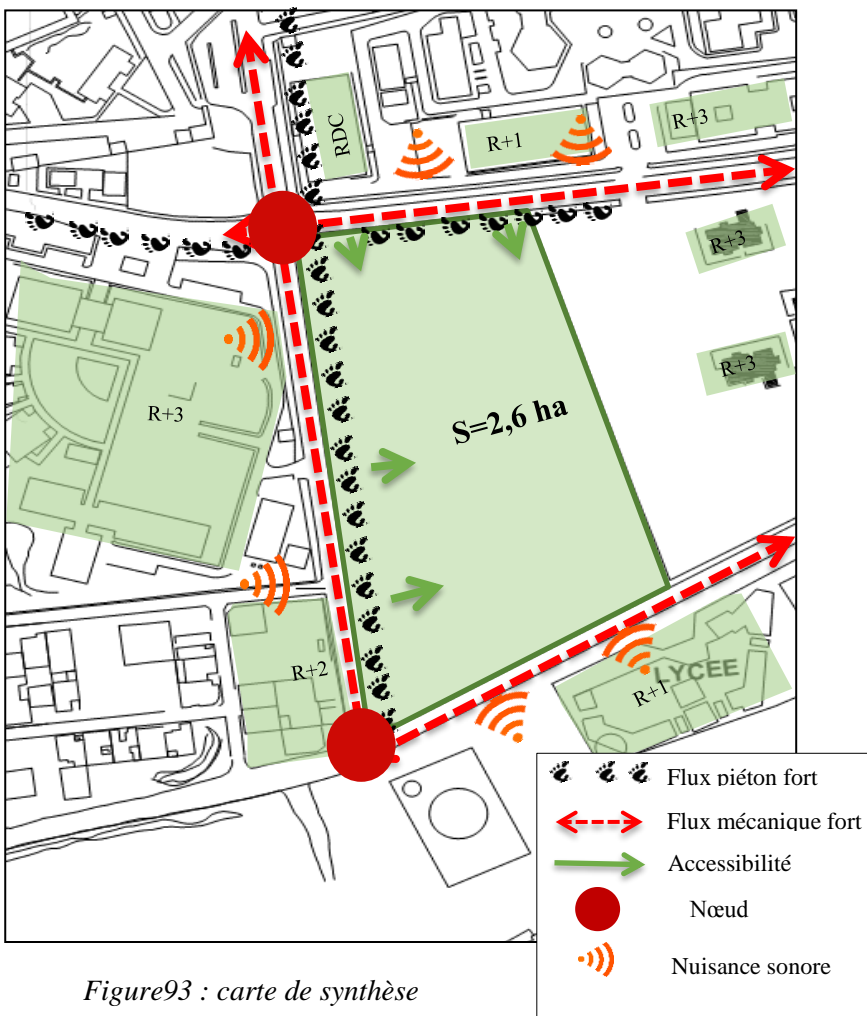 RDC
R+1
R+3
R+3
R+3
R+3
S=2,6 ha
R+2
LYCEE
R+1
Flux piéton fort
Flux mécanique fort
Accessibilité
Nœud
Nuisance sonore
Figure93 : carte de synthèse